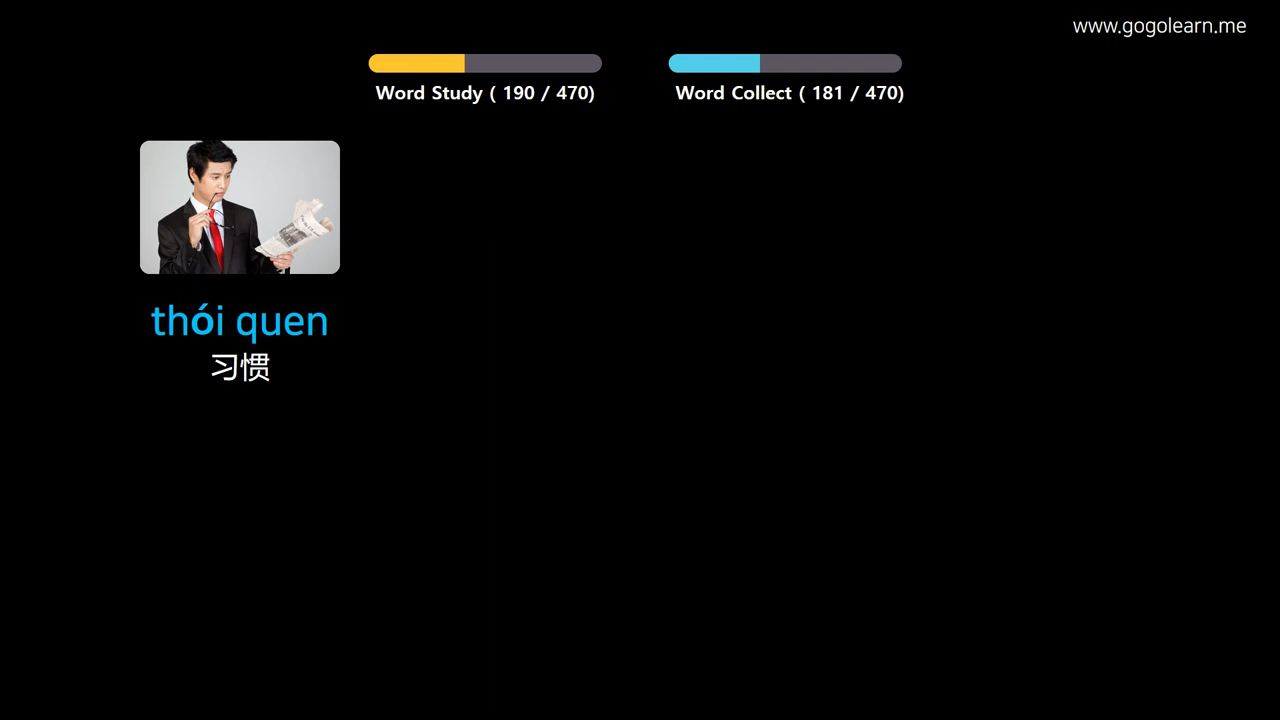 www.gogolearn.me
Word Study ( 190 / 470)
Word Collect ( 181 / 470)
thói quen
习惯